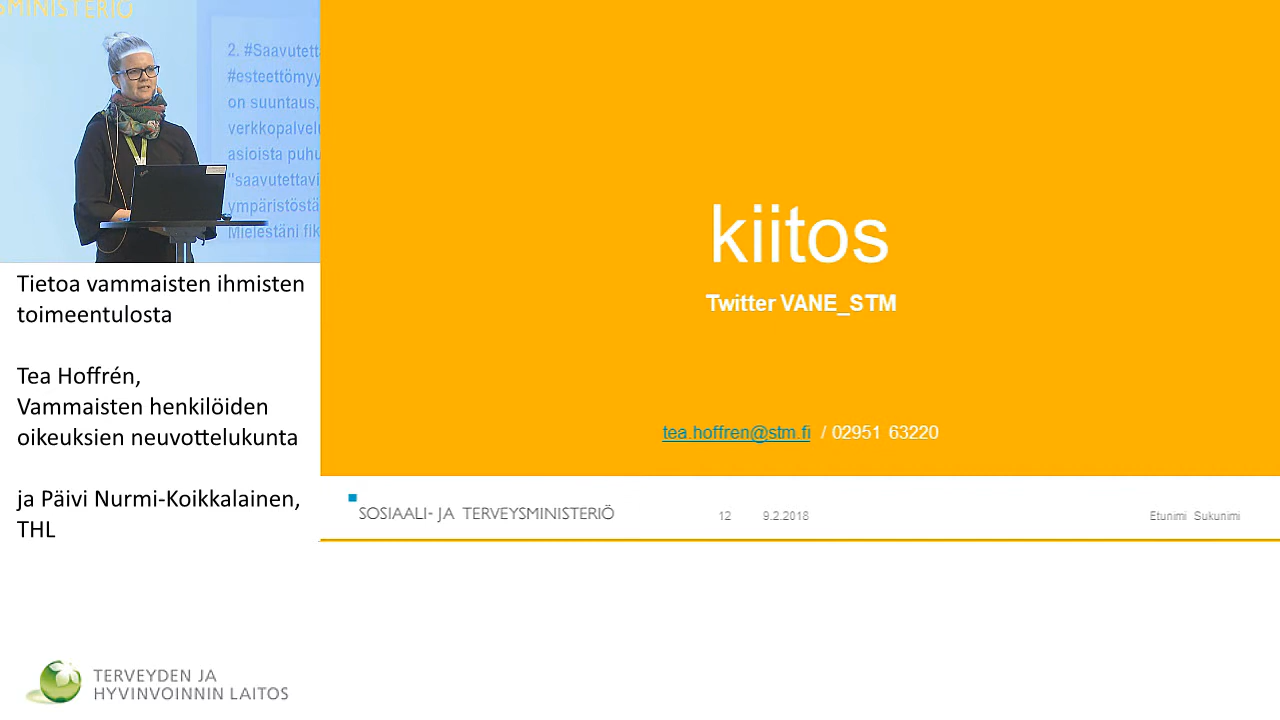 2. #Saavutett
#esteettömyy
on suuntaus,
verkkopalvelu
asioista puhu
"saavutettavi
ympäristöstä
Mielestäni fik
Tietoa vammaisten ihmisten
toimeentulosta
Tea Hoffrén,
Vammaisten henkilöiden
oikeuksien neuvottelukunta
ja Päivi Nurmi-Koikkalainen,
THL
kiitos
Twitter VANE_STM
tea.hoffren@stm.fi / 02951 63220
SOSIAALI- JA TERVEYSMINISTERIÖ
12 9.2.2018
Etunimi Sukunimi
TERVEYDEN JA
HYVINVOINNIN LAITOS